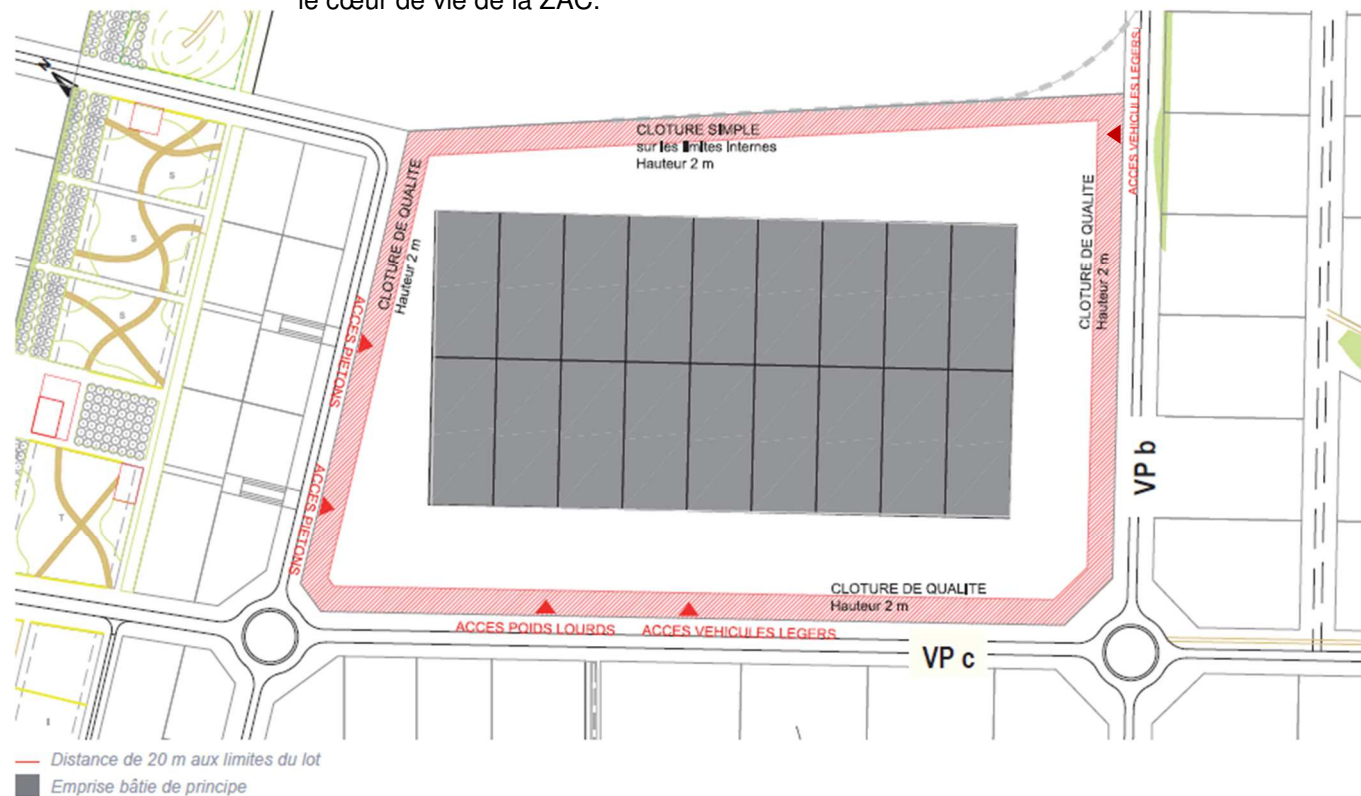 le cœur de vie de la ZAC.
N
CLOTURE SIMPLE
sur les limites Internes
Hauteur 2 m
ACCES VEHICULES LEGERS
CLOTURE DE QUALITE
Hauteur 2 m
CLOTURE DE QUALITE
Hauteur 2 m
ACCES PIETONS
ACCES PIETONS
S
S
S
T
1
VP b
CLOTURE DE QUALITE
Hauteur 2 m
ACCES POIDS LOURDS
ACCES VEHICULES LEGERS
VP c
Distance de 20 m aux limites du lot
Emprise bâtie de principe